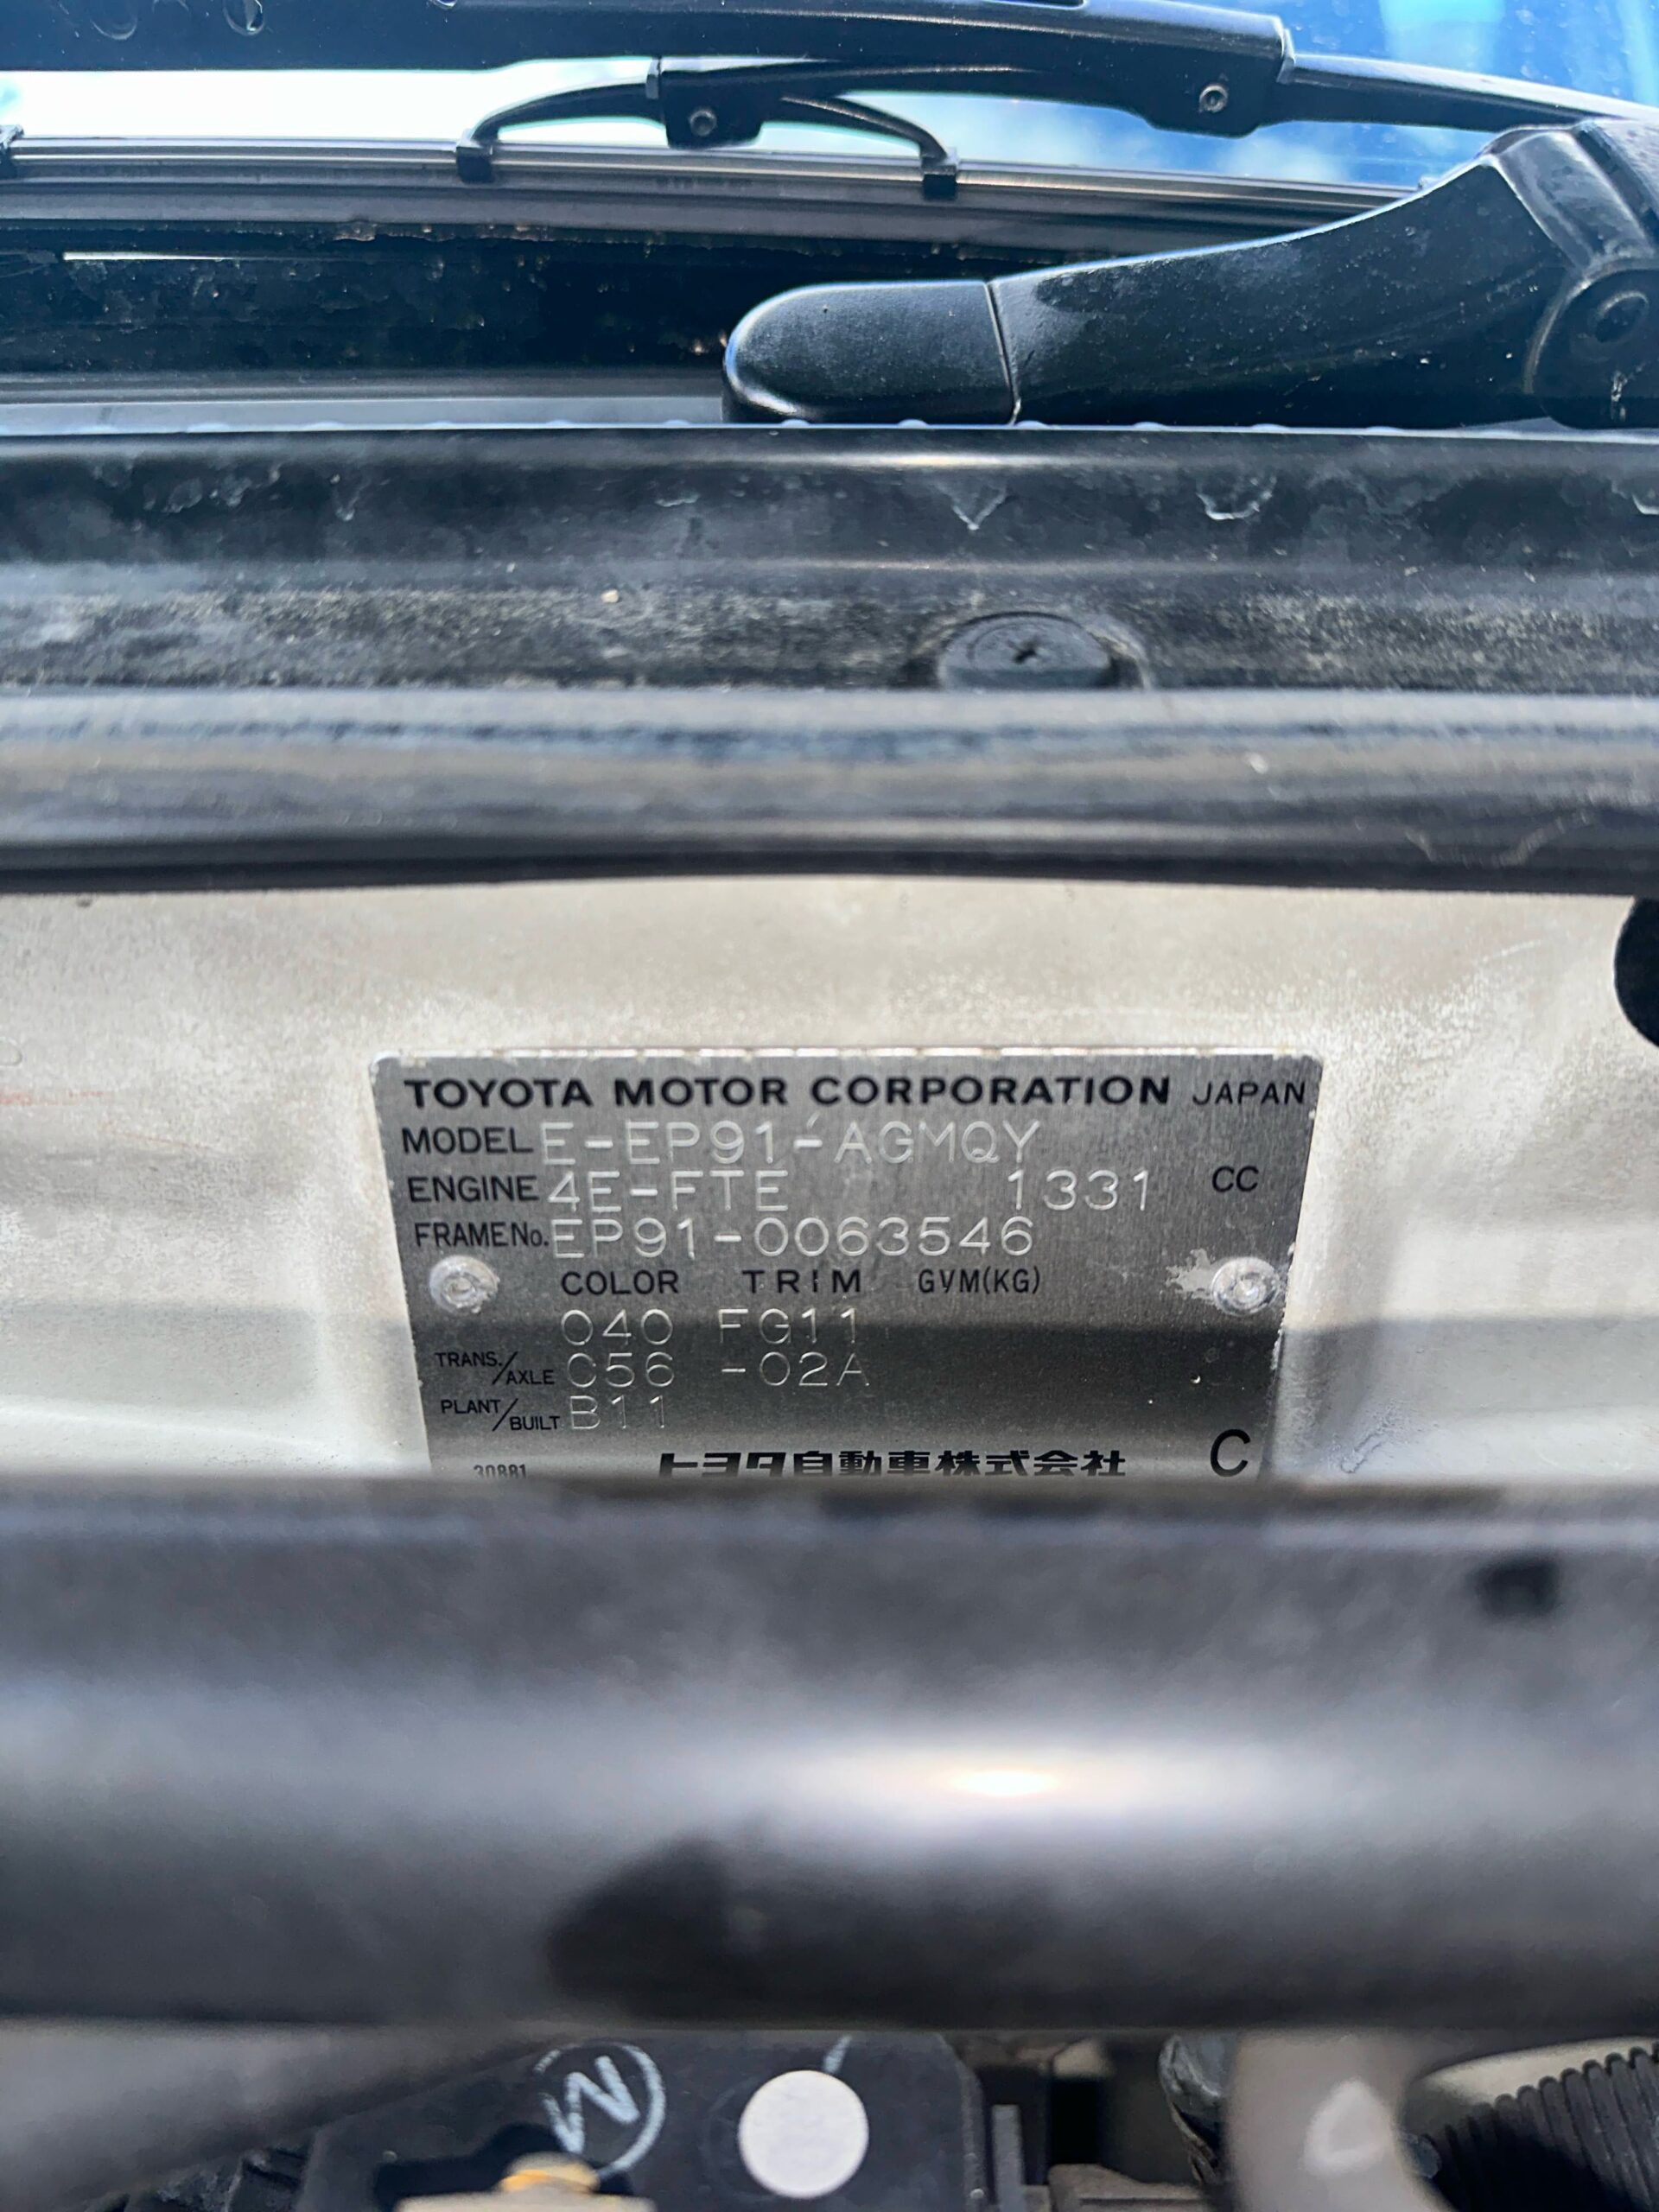 TOYOTA MOTOR CORPORATION JAPAN
MODEL E-EP91-AGMQY
ENGINE 4E-FTE 1331 CC
FRAME No. EP91-0063546
COLOR TRIM GVM(KG)
040 FG11
TRANS./AXLE C56 -02A
PLANT/BUILT B11
30881 トヨタ自動車株式会社 C